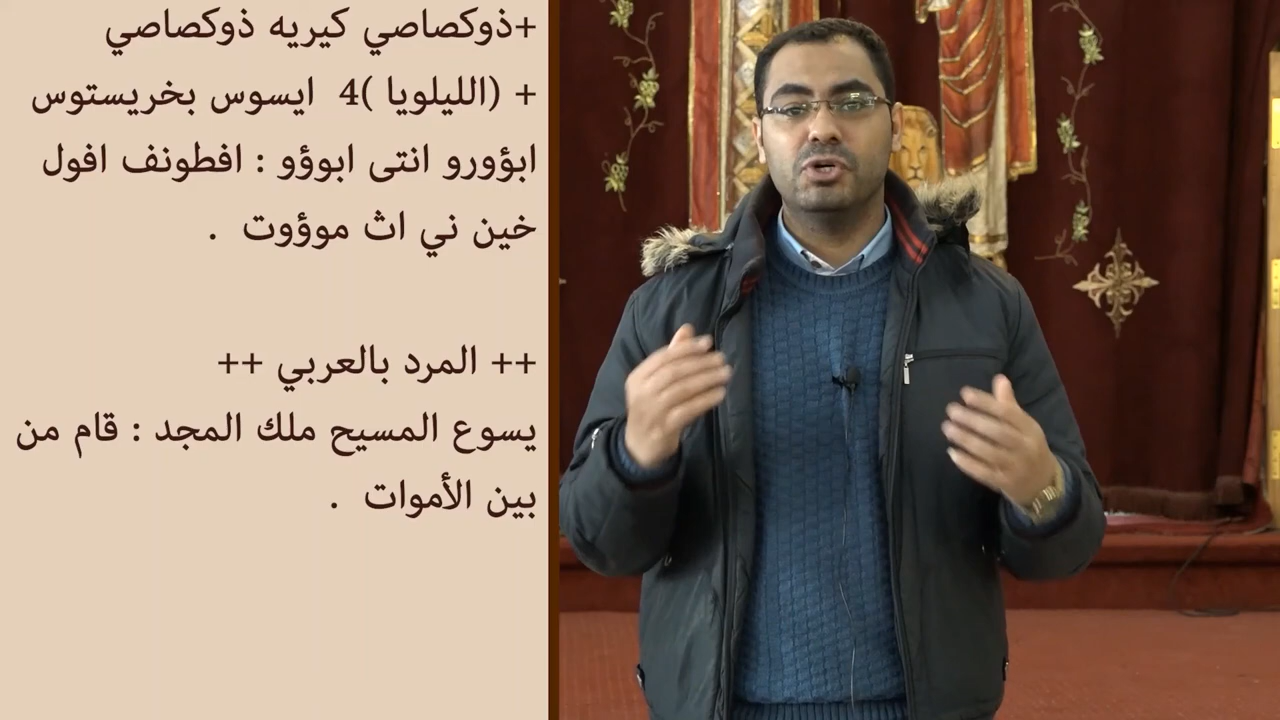 +ذوكصاصي كيريه ذوكصاصي
+ (الليلويا )4 ايسوس بخريستوس
ابؤورو انتى ابوؤو : افطونف افول
خين ني اث موؤوت .
++ المرد بالعربي ++
يسوع المسيح ملك المجد : قام من
بين الأموات .